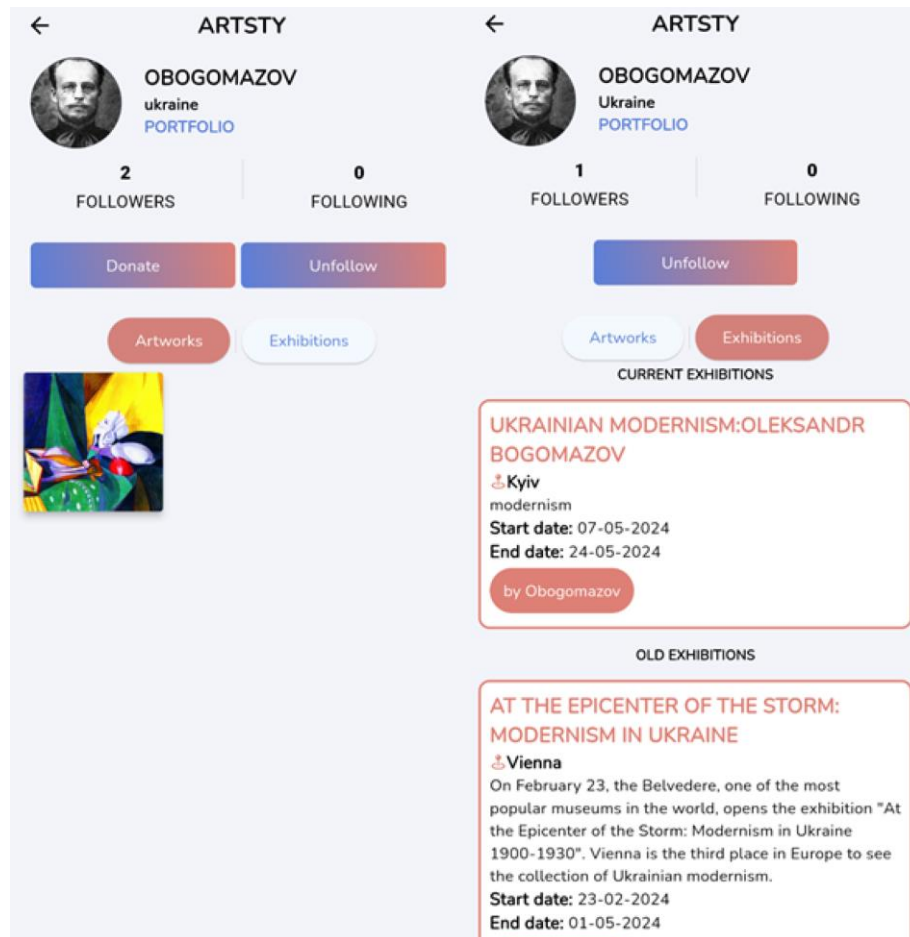 ARTSTY
OBOGOMAZOV
ukraine
PORTFOLIO
2
FOLLOWERS
0
FOLLOWING
Donate
Unfollow
Artworks
Exhibitions
ARTSTY
OBOGOMAZOV
Ukraine
PORTFOLIO
1
FOLLOWERS
0
FOLLOWING
Unfollow
Artworks
Exhibitions
CURRENT EXHIBITIONS
UKRAINIAN MODERNISM:OLEKSANDR
BOGOMAZOV
Kyiv
modernism
Start date: 07-05-2024
End date: 24-05-2024
by Obogomazov
OLD EXHIBITIONS
AT THE EPICENTER OF THE STORM:
MODERNISM IN UKRAINE
Vienna
On February 23, the Belvedere, one of the most
popular museums in the world, opens the exhibition "At
the Epicenter of the Storm: Modernism in Ukraine
1900-1930". Vienna is the third place in Europe to see
the collection of Ukrainian modernism.
Start date: 23-02-2024
End date: 01-05-2024